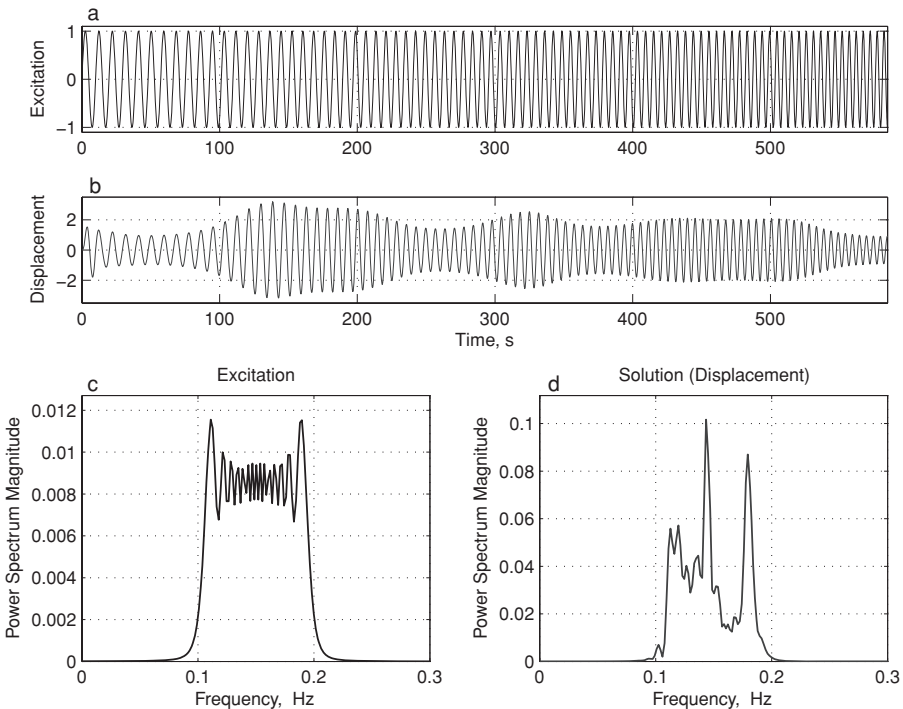 a
Excitation
1
0
−1
0 100 200 300 400 500
b
Displacement
2
0
−2
0 100 200 300 400 500
Time, s
c Excitation
Power Spectrum Magnitude
0.012
0.01
0.008
0.006
0.004
0.002
0
0 0.1 0.2 0.3
Frequency, Hz
d Solution (Displacement)
Power Spectrum Magnitude
0.1
0.08
0.06
0.04
0.02
0
0 0.1 0.2 0.3
Frequency, Hz